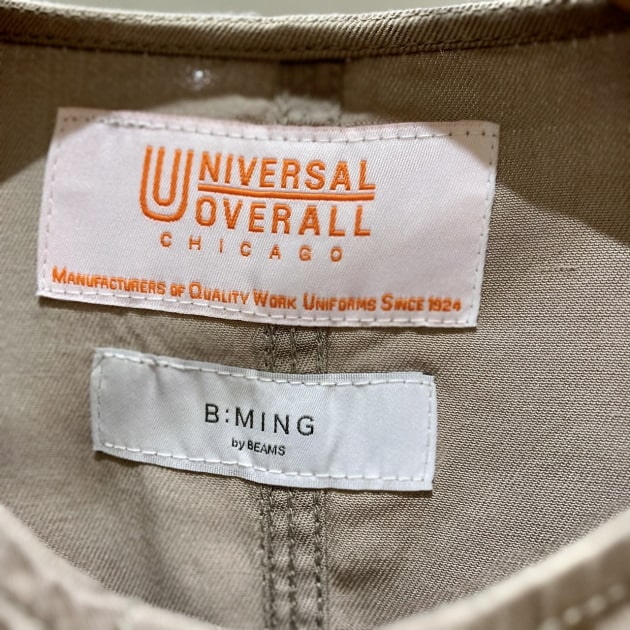 UNIVERSAL
OVERALL
CHICAGO
MANUFACTURERS OF QUALITY WORK UNIFORMS SINCE 1924
B:MING
by BEAMS